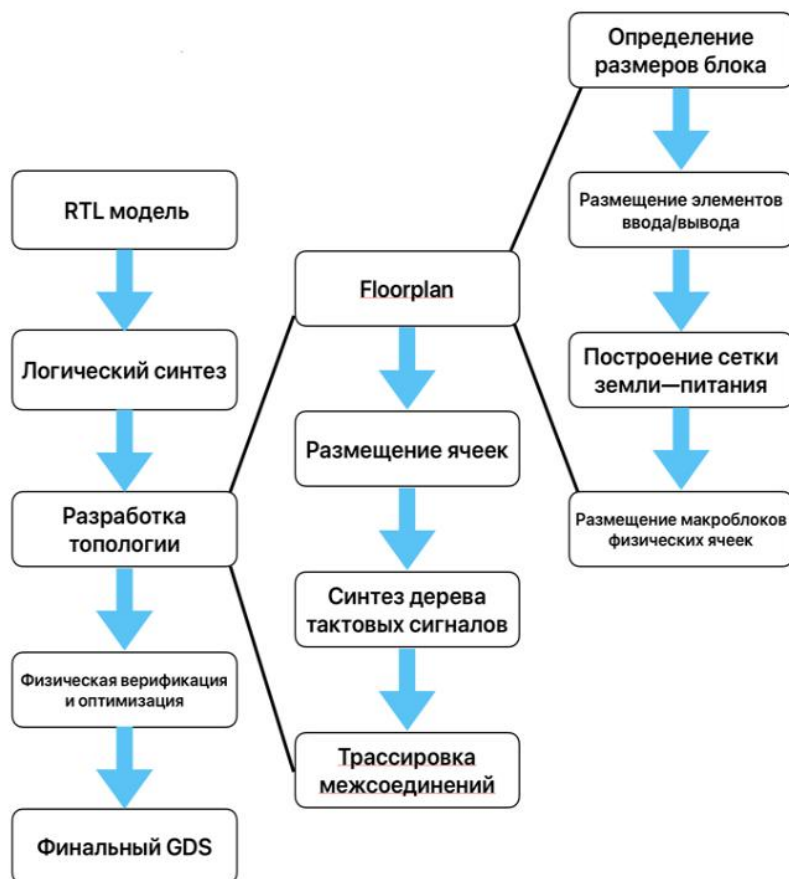 RTL модель
Логический синтез
Разработка
топологии
Физическая верификация
и оптимизация
Финальный GDS
Floorplan
Размещение ячеек
Синтез дерева
тактовых сигналов
Трассировка
межсоединений
Определение
размеров блока
Размещение элементов
ввода/вывода
Построение сетки
земли—питания
Размещение макроблоков
физических ячеек